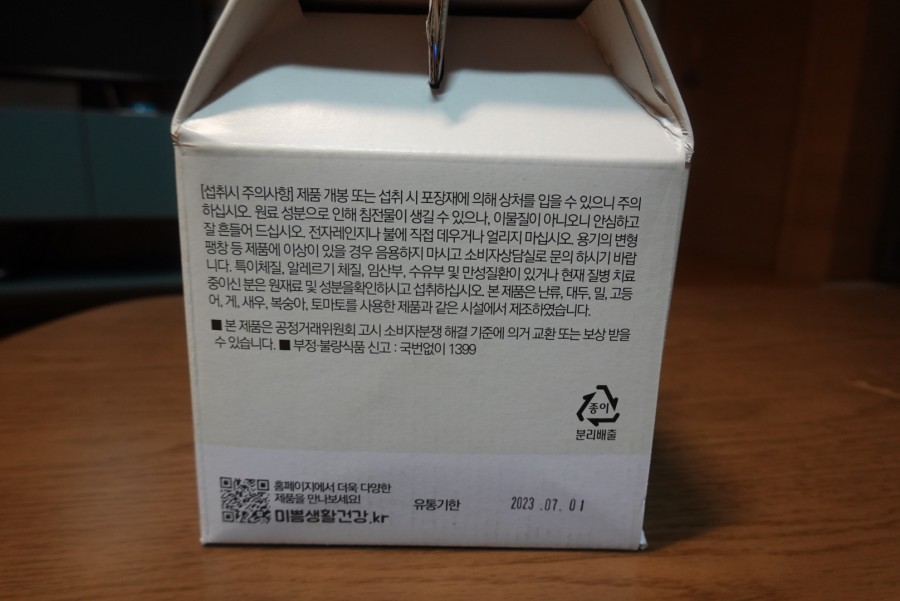 [섭취시 주의사항] 제품 개봉 또는 섭취 시 포장재에 의해 상처를 입을 수 있으니 주의
하십시오. 원료 성분으로 인해 침전물이 생길 수 있으나, 이물질이 아니오니 안심하고
잘 흔들어 드십시오. 전자레인지나 불에 직접 데우거나 얼리지 마십시오. 용기의 변형
팽창 등 제품에 이상이 있을 경우 음용하지 마시고 소비자상담실로 문의 하시기 바랍
니다. 특이체질, 알레르기 체질, 임산부, 수유부 및 만성질환이 있거나 현재 질병 치료
중이신 분은 원재료 및 성분을확인하시고 섭취하십시오. 본 제품은 난류, 대두, 밀, 고등
어, 게, 새우, 복숭아, 토마토를 사용한 제품과 같은 시설에서 제조하였습니다.
■ 본 제품은 공정거래위원회 고시 소비자분쟁 해결 기준에 의거 교환 또는 보상 받을
수 있습니다. ■ 부정·불량식품 신고 : 국번없이 1399
종이
분리배출
홈페이지에서 더욱 다양한
제품을 만나보세요!
미쁨생활건강.kr
유통기한 2023.07.01